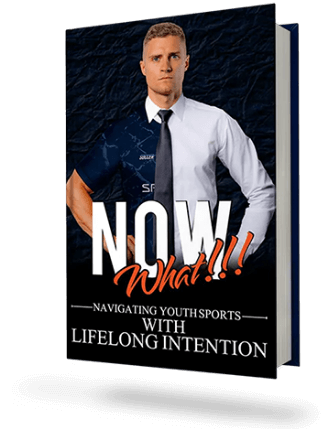 NOW
What!!!
NAVIGATING YOUTH SPORTS
WITH
LIFELONG INTENTION